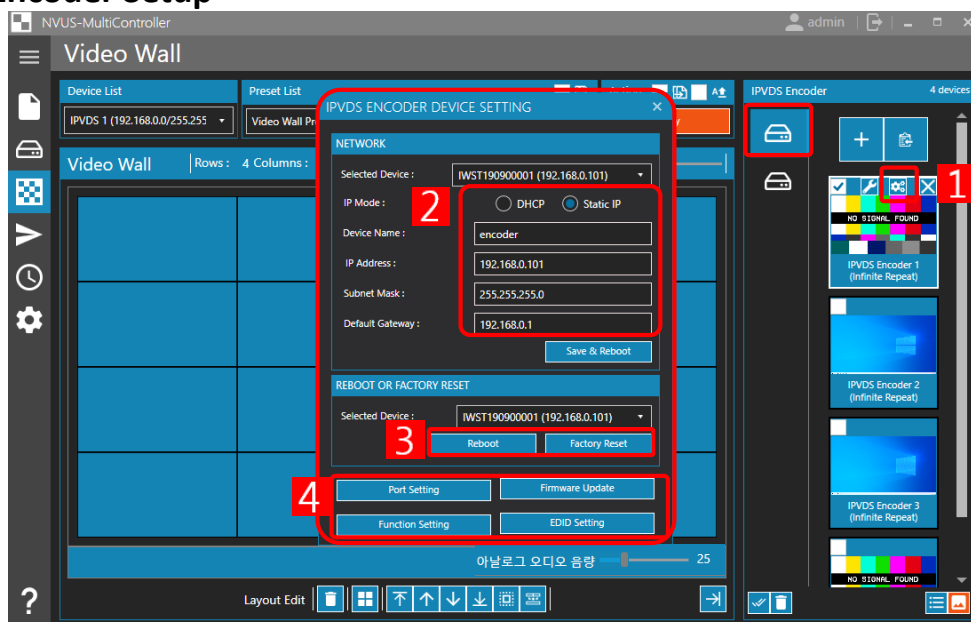 Encoder Setup
NVUS-MultiController
admin
Video Wall
Device List
Preset List
IPVDS Encoder
4 devices
IPVDS 1 (192.168.0.0/255.255
Video Wall Pr
IPVDS ENCODER DEVICE SETTING
NETWORK
Video Wall
Rows :
4 Columns :
Selected Device :
IWST190900001 (192.168.0.101)
1
2
IP Mode :
DHCP
Static IP
Device Name :
encoder
IP Address :
192.168.0.101
Subnet Mask :
255.255.255.0
Default Gateway :
192.168.0.1
Save & Reboot
REBOOT OR FACTORY RESET
Selected Device :
IWST190900001 (192.168.0.101)
3
Reboot
Factory Reset
4
Port Setting
Firmware Update
Function Setting
EDID Setting
아날로그 오디오 음량
25
Layout Edit
NO SIGNAL FOUND
IPVDS Encoder 1
(Infinite Repeat)
IPVDS Encoder 2
(Infinite Repeat)
IPVDS Encoder 3
(Infinite Repeat)
NO SIGNAL FOUND
?